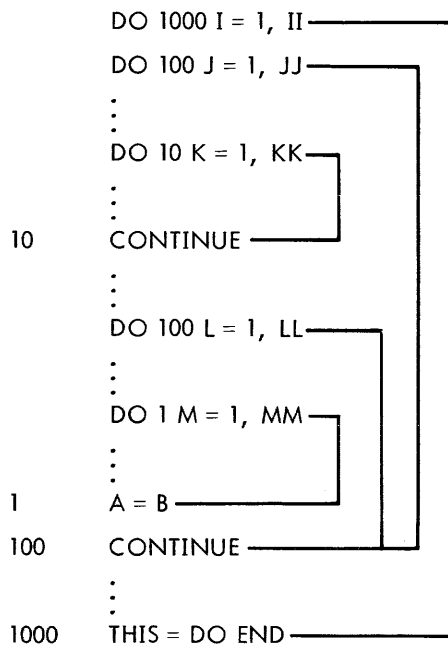 DO 1000 I = 1, II
DO 100 J = 1, JJ
DO 10 K = 1, KK
10 CONTINUE
DO 100 L = 1, LL
DO 1 M = 1, MM
1 A = B
100 CONTINUE
1000 THIS = DO END